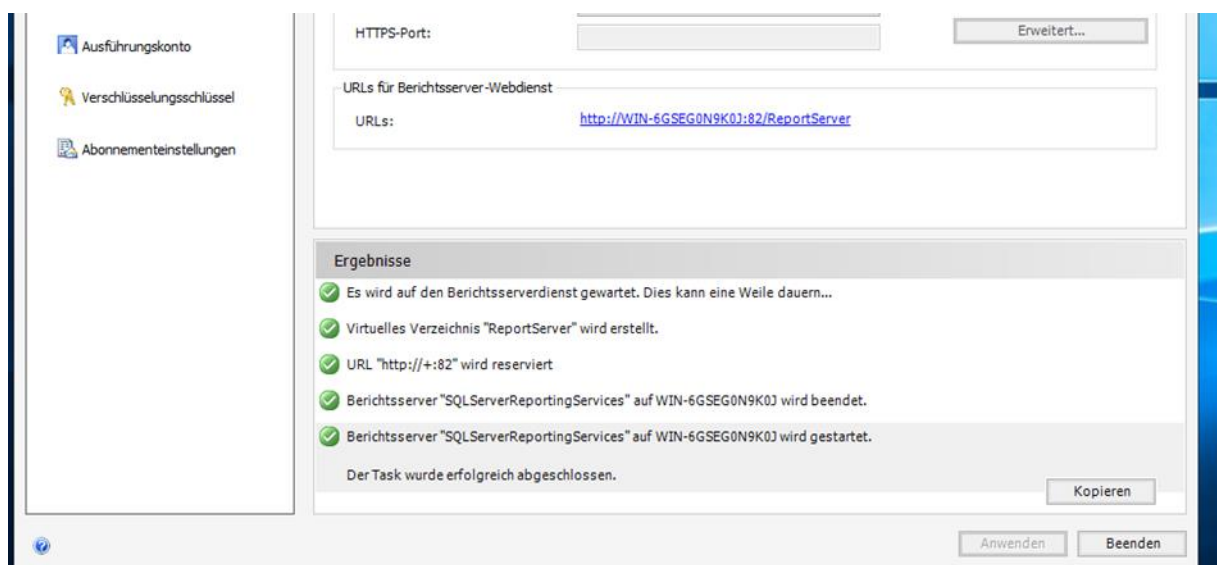 Ausführungskonto
Verschlüsselungsschlüssel
Abonnementeinstellungen
HTTPS-Port:
Erweitert...
URLs für Berichtsserver-Webdienst
URLs:
http://WIN-6GSEG0N9K0J:82/ReportServer
Ergebnisse
Es wird auf den Berichtsserverdienst gewartet. Dies kann eine Weile dauern...
Virtuelles Verzeichnis "ReportServer" wird erstellt.
URL "http://+:82" wird reserviert
Berichtsserver "SQLServerReportingServices" auf WIN-6GSEG0N9K0J wird beendet.
Berichtsserver "SQLServerReportingServices" auf WIN-6GSEG0N9K0J wird gestartet.
Der Task wurde erfolgreich abgeschlossen.
Kopieren
Anwenden
Beenden